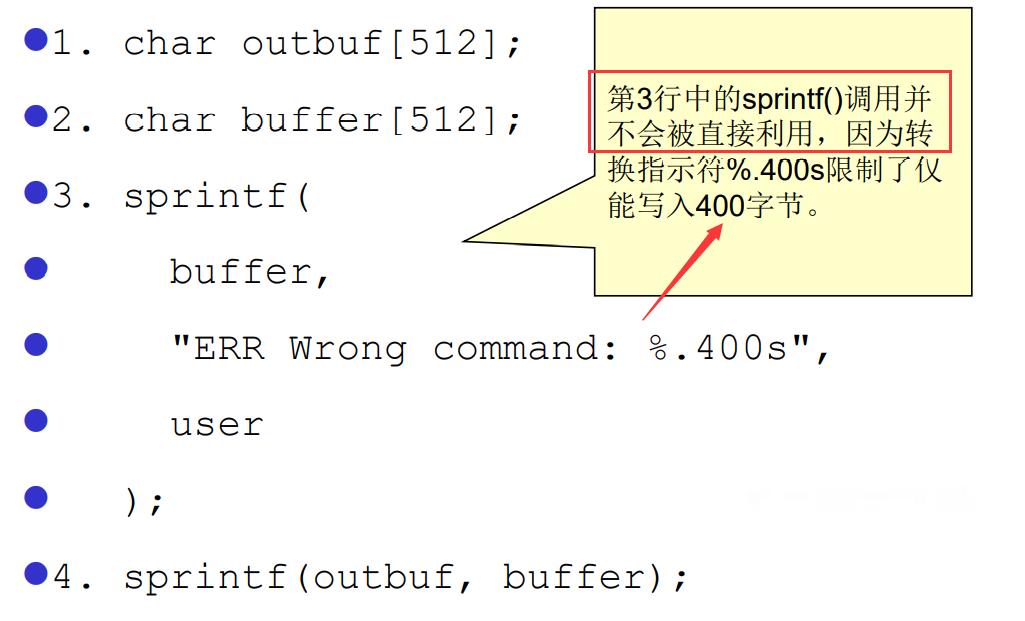 1. char outbuf[512];
2. char buffer[512];
3. sprintf(
buffer,
"ERR Wrong command: %.400s",
user
);
4. sprintf(outbuf, buffer);
第3行中的sprintf()调用并
不会被直接利用，因为转
换指示符%.400s限制了仅
能写入400字节。